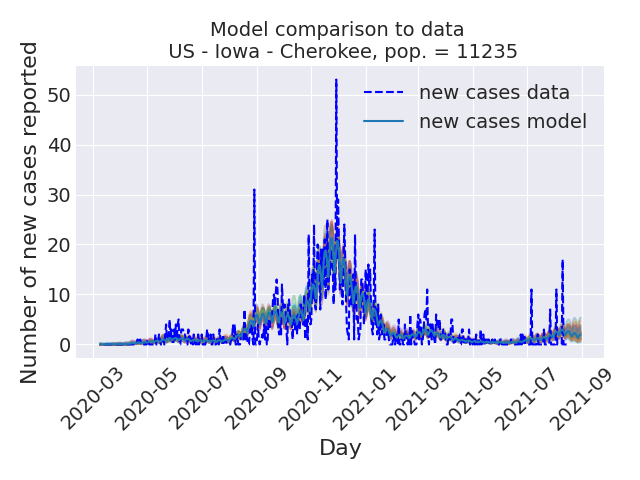 Model comparison to data
US - Iowa - Cherokee, pop. = 11235
Number of new cases reported
50
40
30
20
10
0
new cases data
new cases model
2020-03
2020-05
2020-07
2020-09
2020-11
2021-01
2021-03
2021-05
2021-07
2021-09
Day